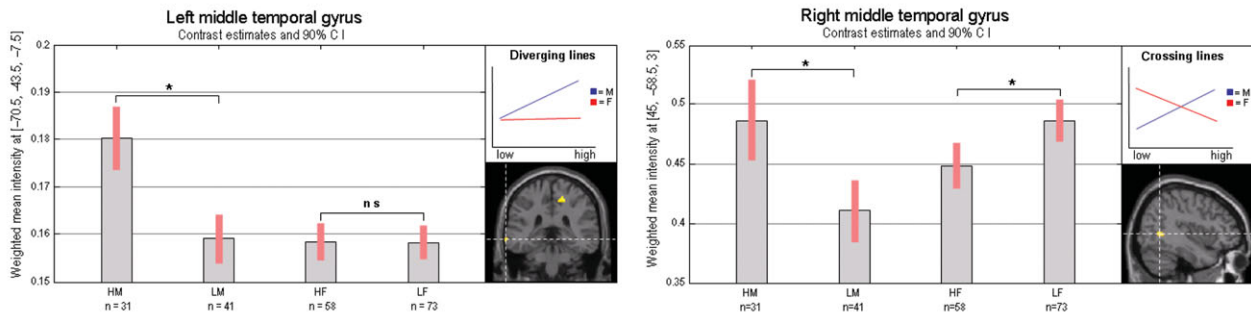 Left middle temporal gyrus
Contrast estimates and 90% C I
Weighted mean intensity at [−70.5, -43.5, −7.5]
0.2
0.19
0.18
0.17
0.16
0.15
*
n s
HM
LM
HF
LF
n = 31
n = 41
n = 58
n = 73
Diverging lines
= M
= F
low
high
Right middle temporal gyrus
Contrast estimates and 90% C I
Weighted mean intensity at [45, −58.5, 3]
0.55
0.5
0.45
0.4
0.35
*
*
HM
LM
HF
LF
n=31
n=41
n=58
n=73
Crossing lines
= M
= F
low
high